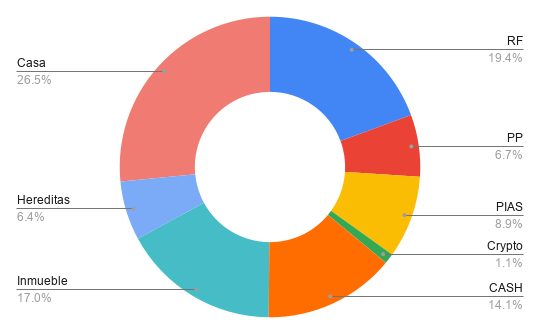 Casa
26.5%
Hereditas
6.4%
Inmueble
17.0%
RF
19.4%
PP
6.7%
PIAS
8.9%
Crypto
1.1%
CASH
14.1%